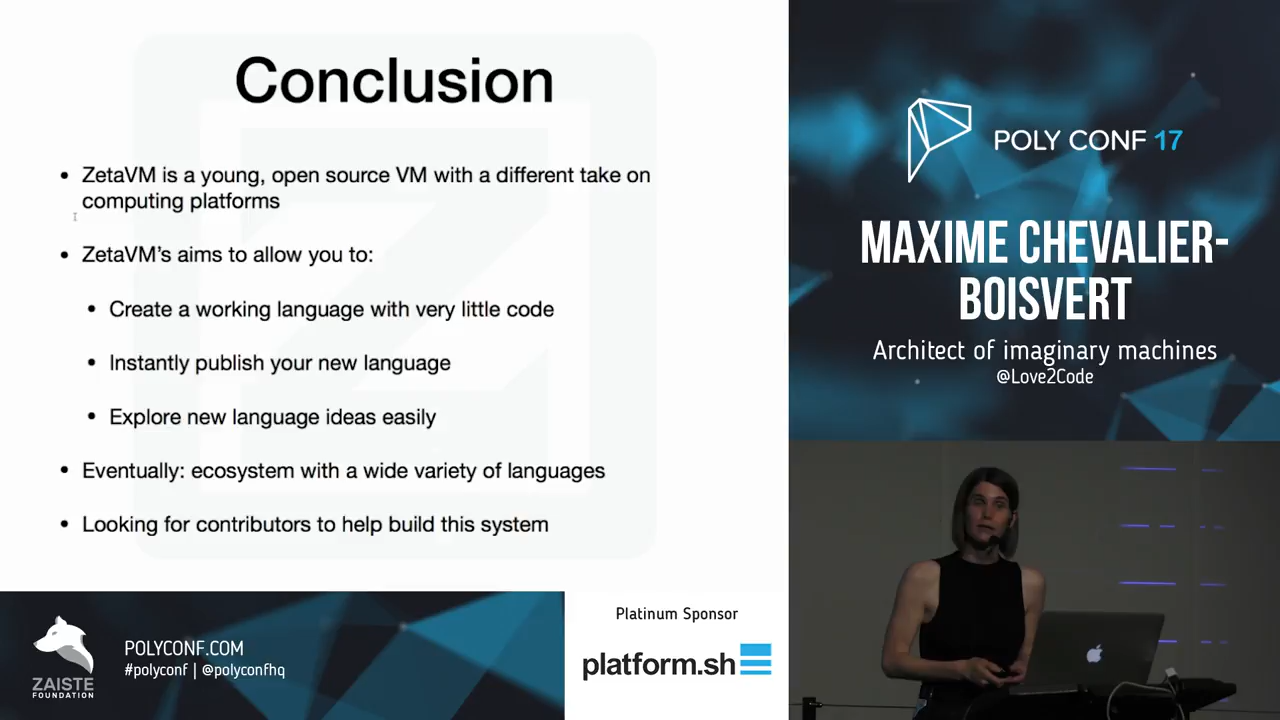 Conclusion
• ZetaVM is a young, open source VM with a different take on
computing platforms
• ZetaVM’s aims to allow you to:
• Create a working language with very little code
• Instantly publish your new language
• Explore new language ideas easily
• Eventually: ecosystem with a wide variety of languages
• Looking for contributors to help build this system
POLY CONF 17
MAXIME CHEVALIER-
BOISVERT
Architect of imaginary machines
@Love2Code
ZAISTE
FOUNDATION
POLYCONF.COM
#polyconf | @polyconfhq
Platinum Sponsor
platform.sh